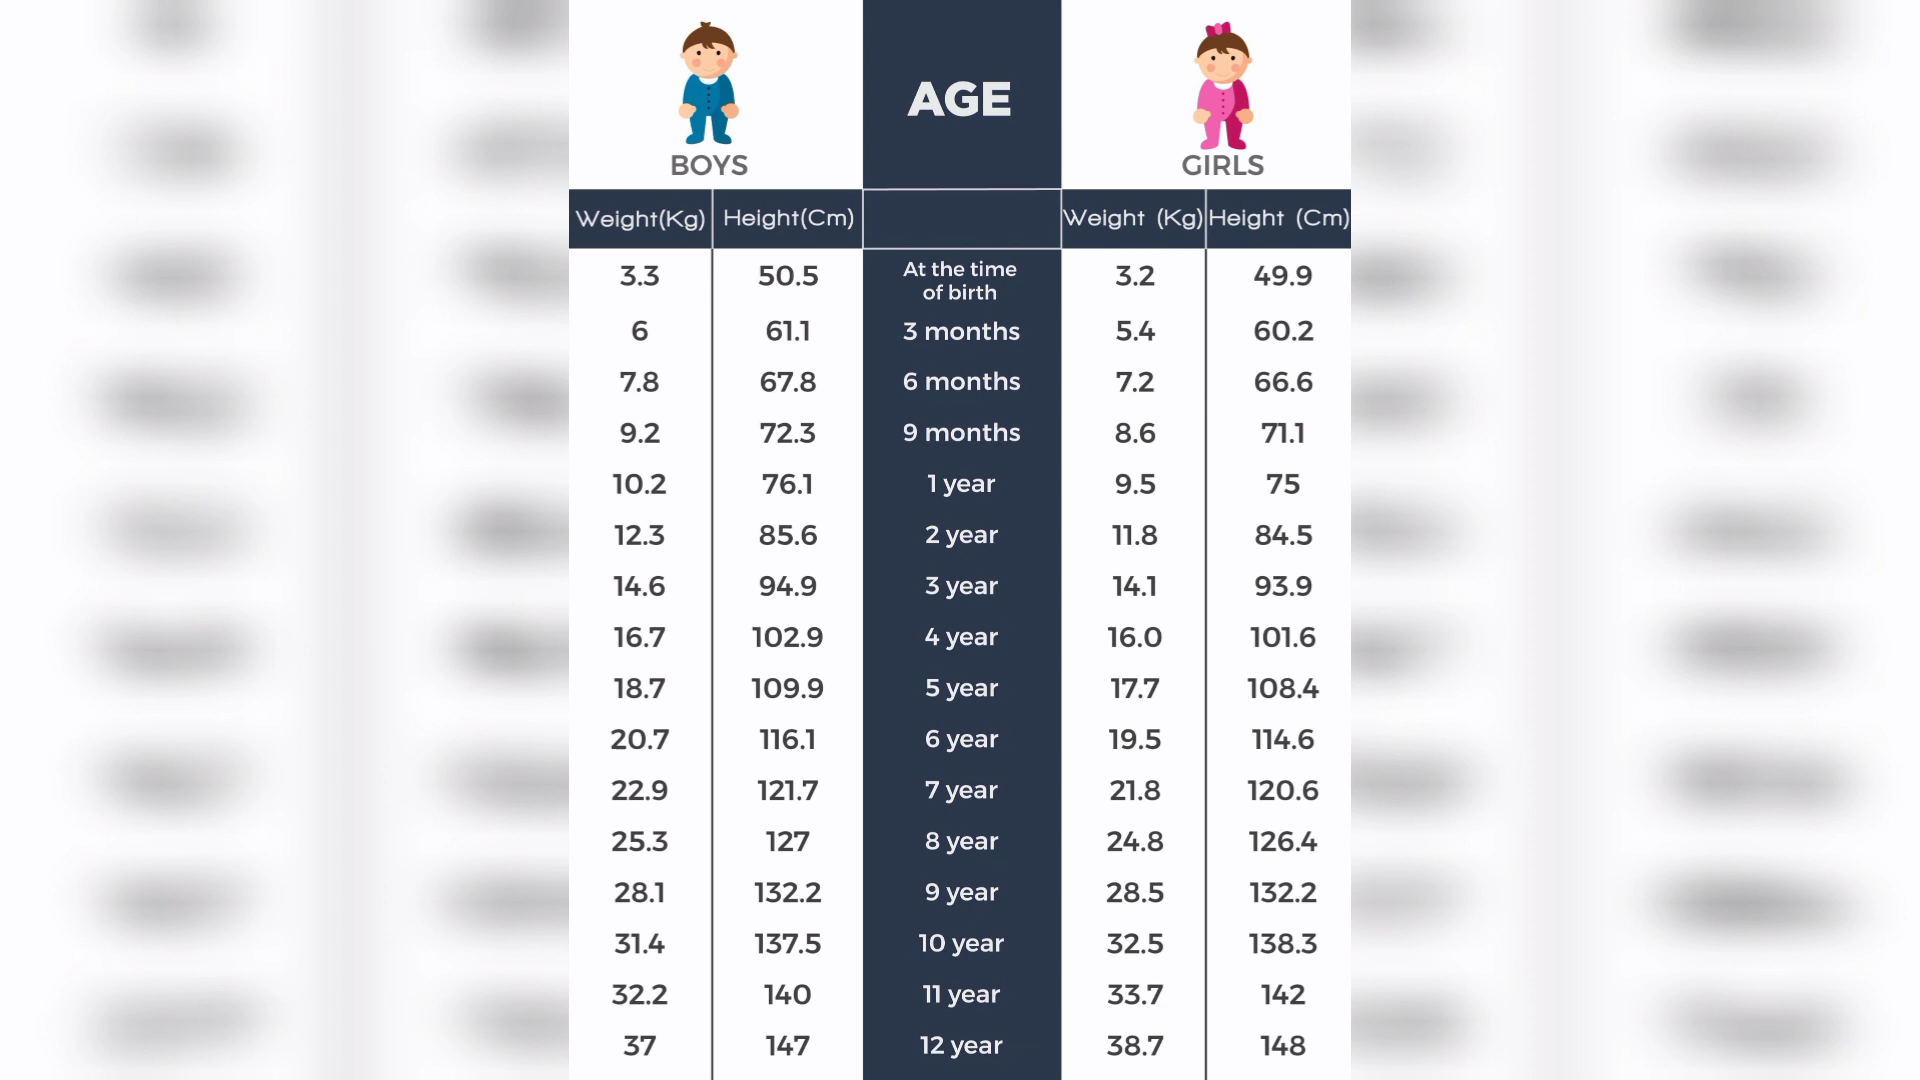 BOYS AGE GIRLS
Weight(Kg) Height(Cm) Weight (Kg) Height (Cm)
3.3 50.5 At the time of birth 3.2 49.9
6 61.1 3 months 5.4 60.2
7.8 67.8 6 months 7.2 66.6
9.2 72.3 9 months 8.6 71.1
10.2 76.1 1 year 9.5 75
12.3 85.6 2 year 11.8 84.5
14.6 94.9 3 year 14.1 93.9
16.7 102.9 4 year 16.0 101.6
18.7 109.9 5 year 17.7 108.4
20.7 116.1 6 year 19.5 114.6
22.9 121.7 7 year 21.8 120.6
25.3 127 8 year 24.8 126.4
28.1 132.2 9 year 28.5 132.2
31.4 137.5 10 year 32.5 138.3
32.2 140 11 year 33.7 142
37 147 12 year 38.7 148